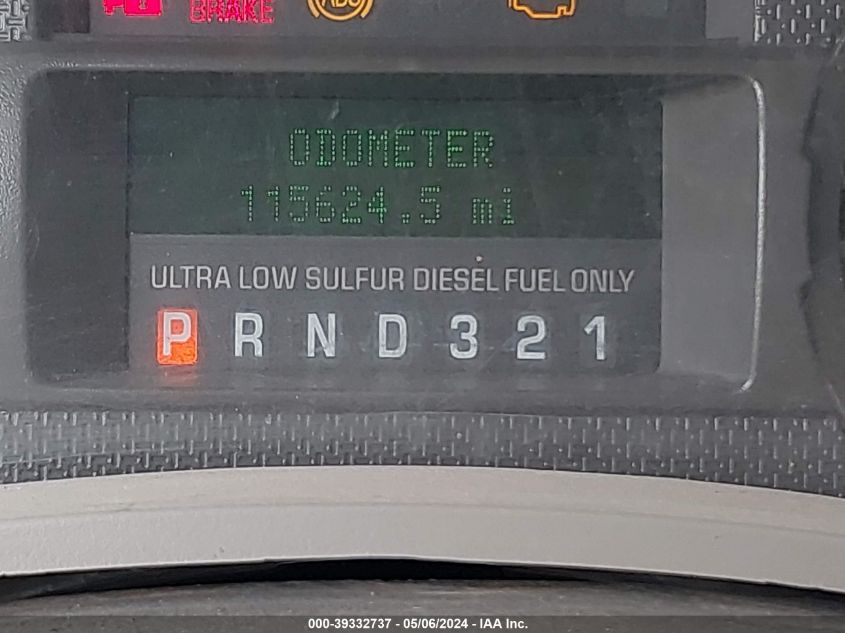 BRAKE
ABS
ODOMETER
115624.5 mi
ULTRA LOW SULFUR DIESEL FUEL ONLY
P R N D 3 2 1
000-39332737 - 05/06/2024 - IAA Inc.